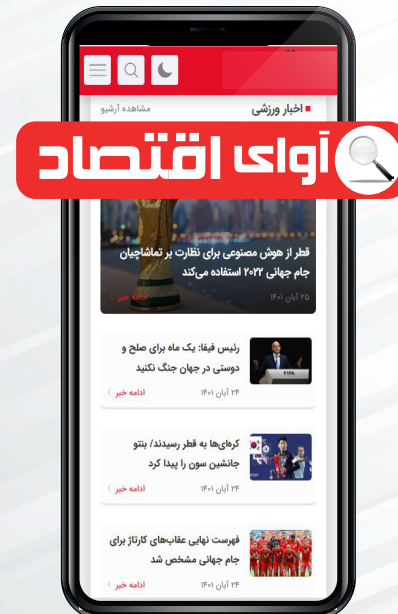 اخبار ورزشی
مشاهده آرشیو
آوای اقتصاد
قطر از هوش مصنوعی برای نظارت بر تماشاچیان
جام جهانی ۲۰۲۲ استفاده می‌کند
۲۵ آبان ۱۴۰۱
ادامه خبر
رئیس فیفا: یک ماه برای صلح و
دوستی در جهان جنگ نکنید
۲۴ آبان ۱۴۰۱
ادامه خبر
FIFA
کره‌ای‌ها به قطر رسیدند/ بنتو
جانشین سون را پیدا کرد
۲۴ آبان ۱۴۰۱
ادامه خبر
فهرست نهایی عقاب‌های کارتاژ برای
جام جهانی مشخص شد
۲۴ آبان ۱۴۰۱
ادامه خبر